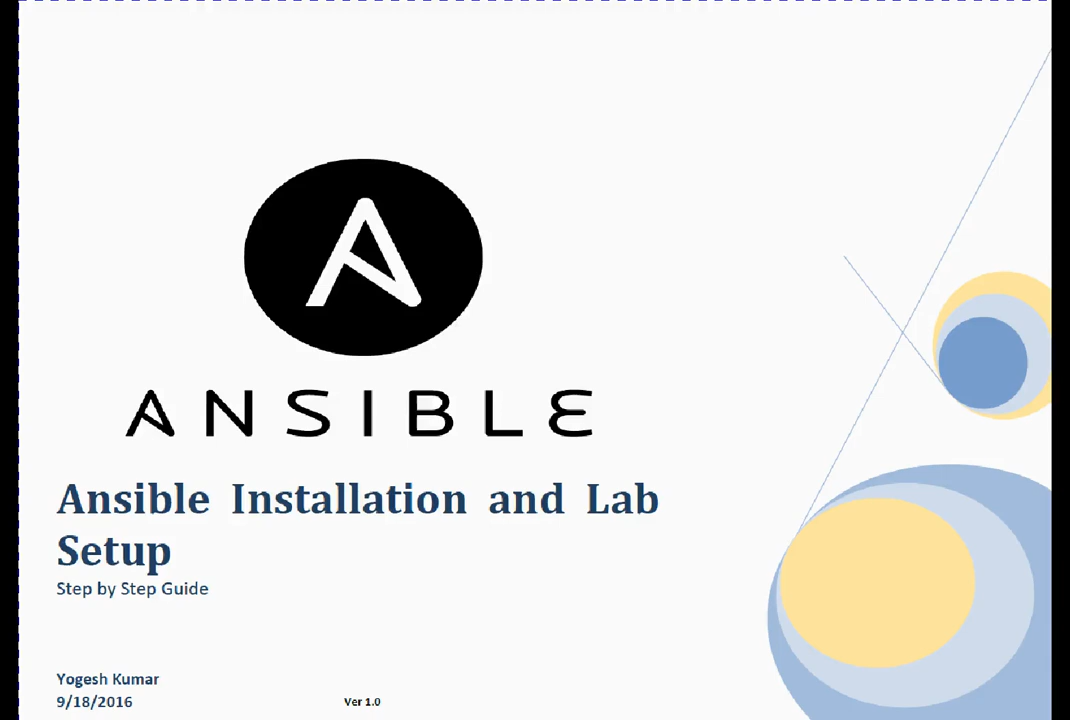 ANSIBLE
Ansible Installation and Lab
Setup
Step by Step Guide
Yogesh Kumar
9/18/2016
Ver 1.0